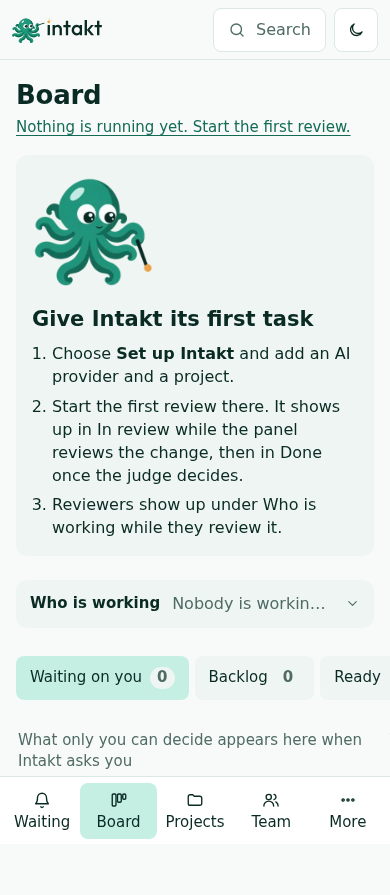 intakt
Search
Board
Nothing is running yet. Start the first review.
Give Intakt its first task
1. Choose Set up Intakt and add an AI
provider and a project.
2. Start the first review there. It shows
up in In review while the panel
reviews the change, then in Done
once the judge decides.
3. Reviewers show up under Who is
working while they review it.
Who is working Nobody is workin...
Waiting on you 0 Backlog 0 Ready
What only you can decide appears here when
Intakt asks you
Waiting Board Projects Team More